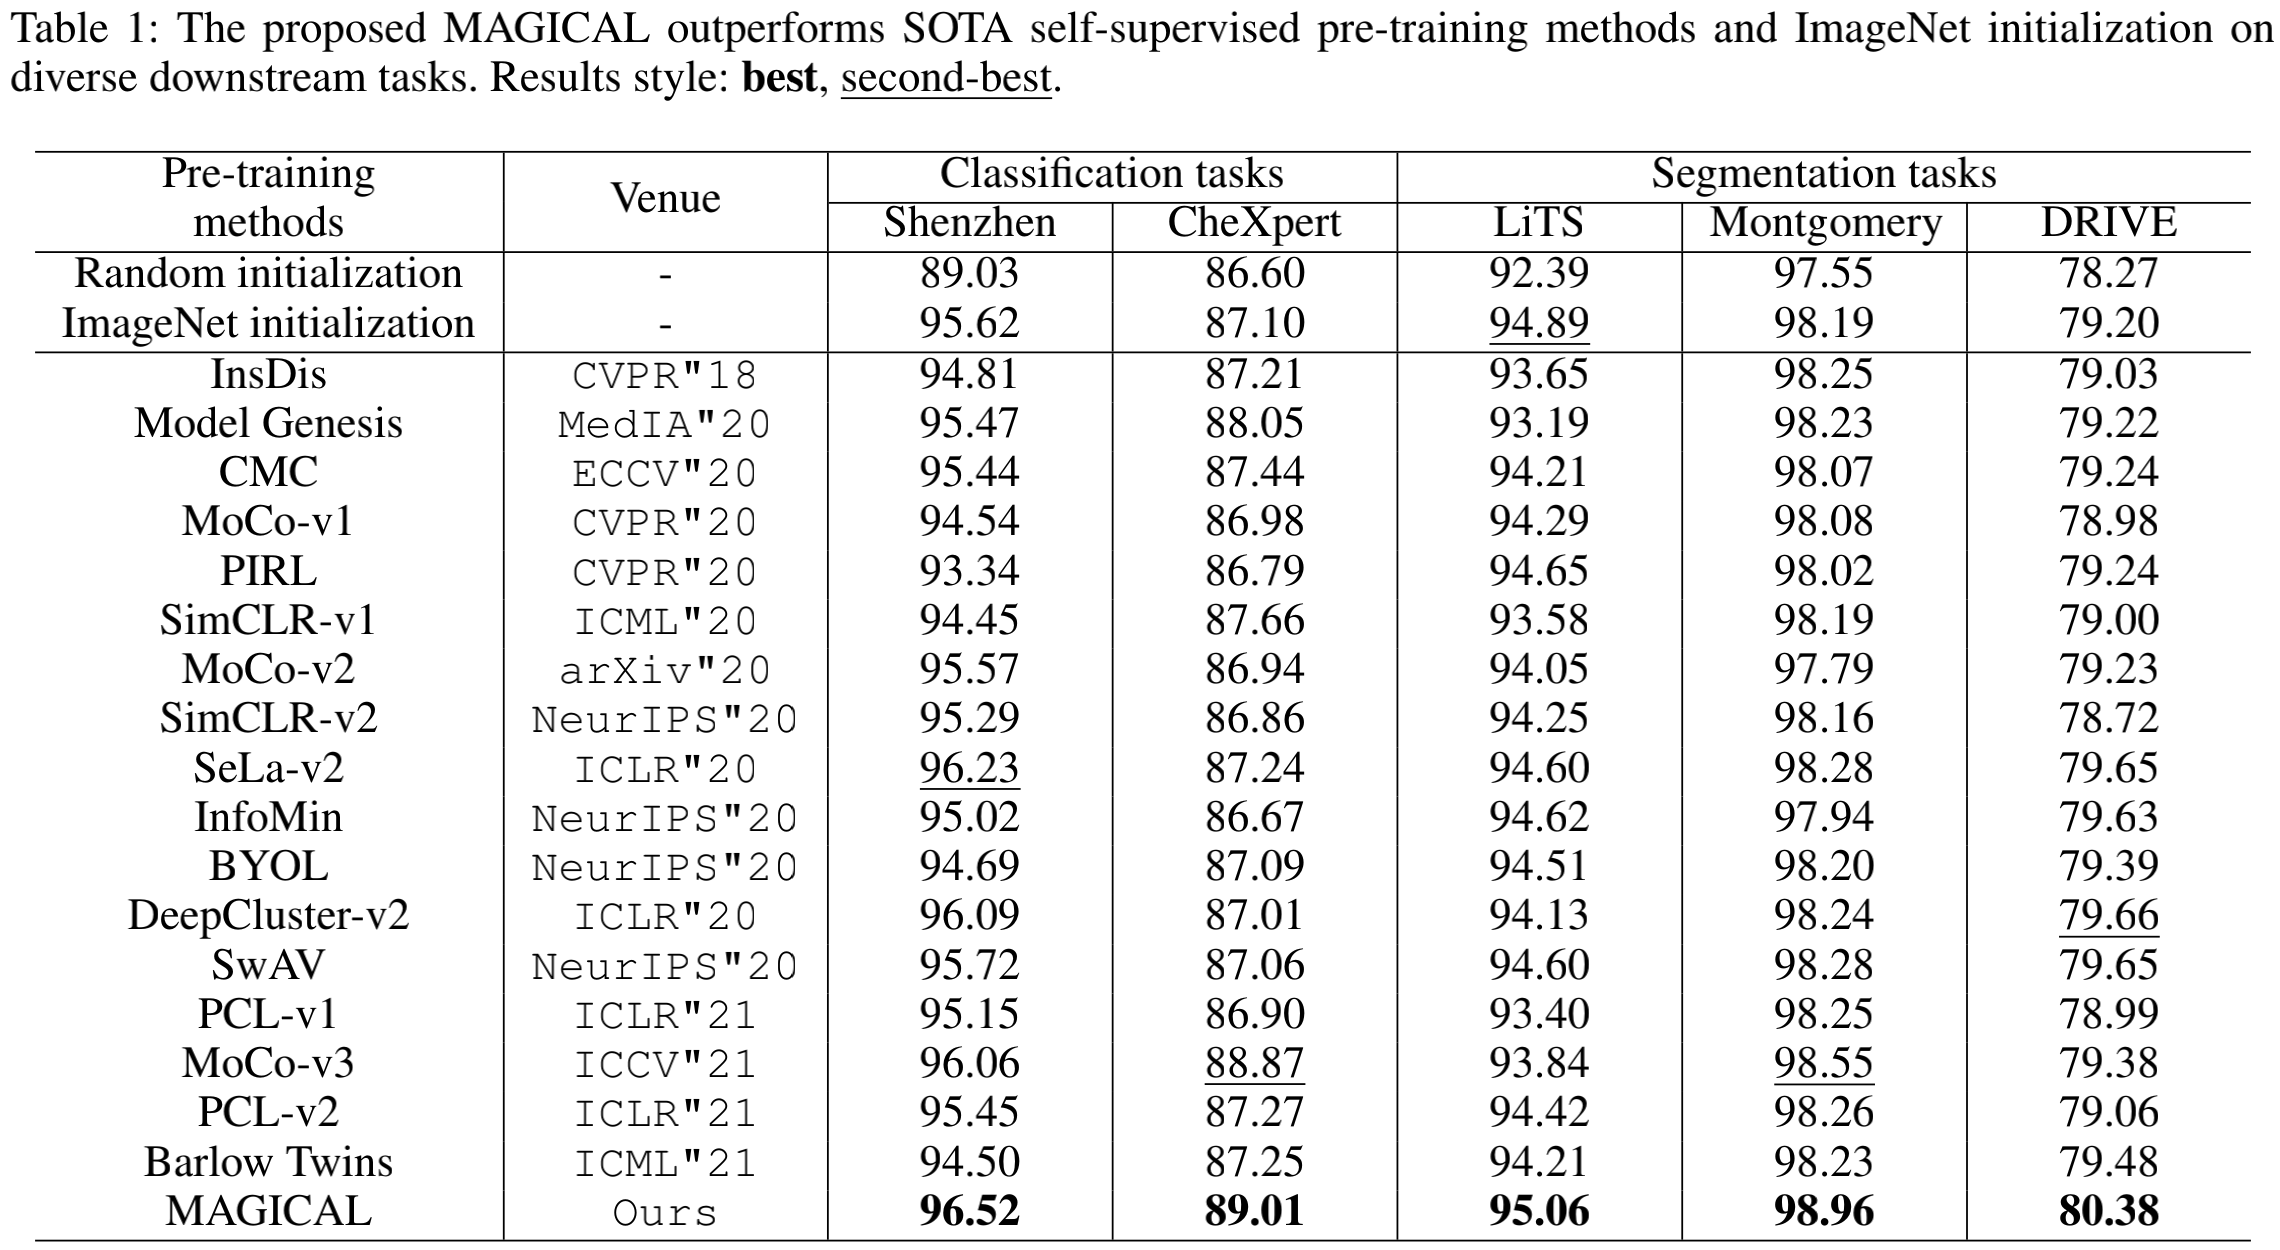 Table 1: The proposed MAGICAL outperforms SOTA self-supervised pre-training methods and ImageNet initialization on
diverse downstream tasks. Results style: best, second-best.
Pre-training methods Venue Classification tasks Segmentation tasks
Shenzhen CheXpert LiTS Montgomery DRIVE
Random initialization - 89.03 86.60 92.39 97.55 78.27
ImageNet initialization - 95.62 87.10 94.89 98.19 79.20
InsDis CVPR"18 94.81 87.21 93.65 98.25 79.03
Model Genesis MedIA"20 95.47 88.05 93.19 98.23 79.22
CMC ECCV"20 95.44 87.44 94.21 98.07 79.24
MoCo-v1 CVPR"20 94.54 86.98 94.29 98.08 78.98
PIRL CVPR"20 93.34 86.79 94.65 98.02 79.24
SimCLR-v1 ICML"20 94.45 87.66 93.58 98.19 79.00
MoCo-v2 arXiv"20 95.57 86.94 94.05 97.79 79.23
SimCLR-v2 NeurIPS"20 95.29 86.86 94.25 98.16 78.72
SeLa-v2 ICLR"20 96.23 87.24 94.60 98.28 79.65
InfoMin NeurIPS"20 95.02 86.67 94.62 97.94 79.63
BYOL NeurIPS"20 94.69 87.09 94.51 98.20 79.39
DeepCluster-v2 ICLR"20 96.09 87.01 94.13 98.24 79.66
SwAV NeurIPS"20 95.72 87.06 94.60 98.28 79.65
PCL-v1 ICLR"21 95.15 86.90 93.40 98.25 78.99
MoCo-v3 ICCV"21 96.06 88.87 93.84 98.55 79.38
PCL-v2 ICLR"21 95.45 87.27 94.42 98.26 79.06
Barlow Twins ICML"21 94.50 87.25 94.21 98.23 79.48
MAGICAL Ours 96.52 89.01 95.06 98.96 80.38